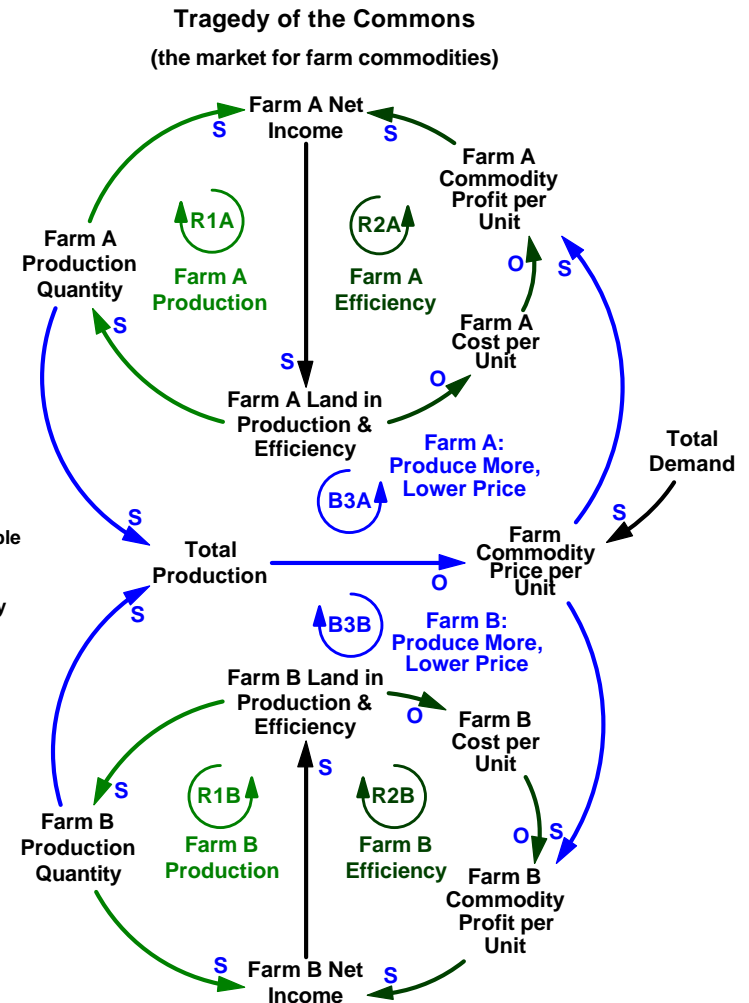 Tragedy of the Commons
(the market for farm commodities)
Farm A Net
Income
S
S
Farm A
Commodity
Profit per
Unit
R1A
R2A
Farm A
Production
Quantity
Farm A
Production
Farm A
Efficiency
O
S
S
Farm A
Cost per
Unit
S
O
Farm A Land in
Production &
Efficiency
Farm A:
Produce More,
Lower Price
Total
Demand
B3A
S
S
Total
Production
Farm
Commodity
Price per
Unit
O
S
B3B
Farm B:
Produce More,
Lower Price
Farm B Land in
Production &
Efficiency
O
Farm B
Cost per
Unit
S
S
R1B
R2B
Farm B
Production
Quantity
Farm B
Production
Farm B
Efficiency
O
S
Farm B
Commodity
Profit per
Unit
S
S
Farm B Net
Income